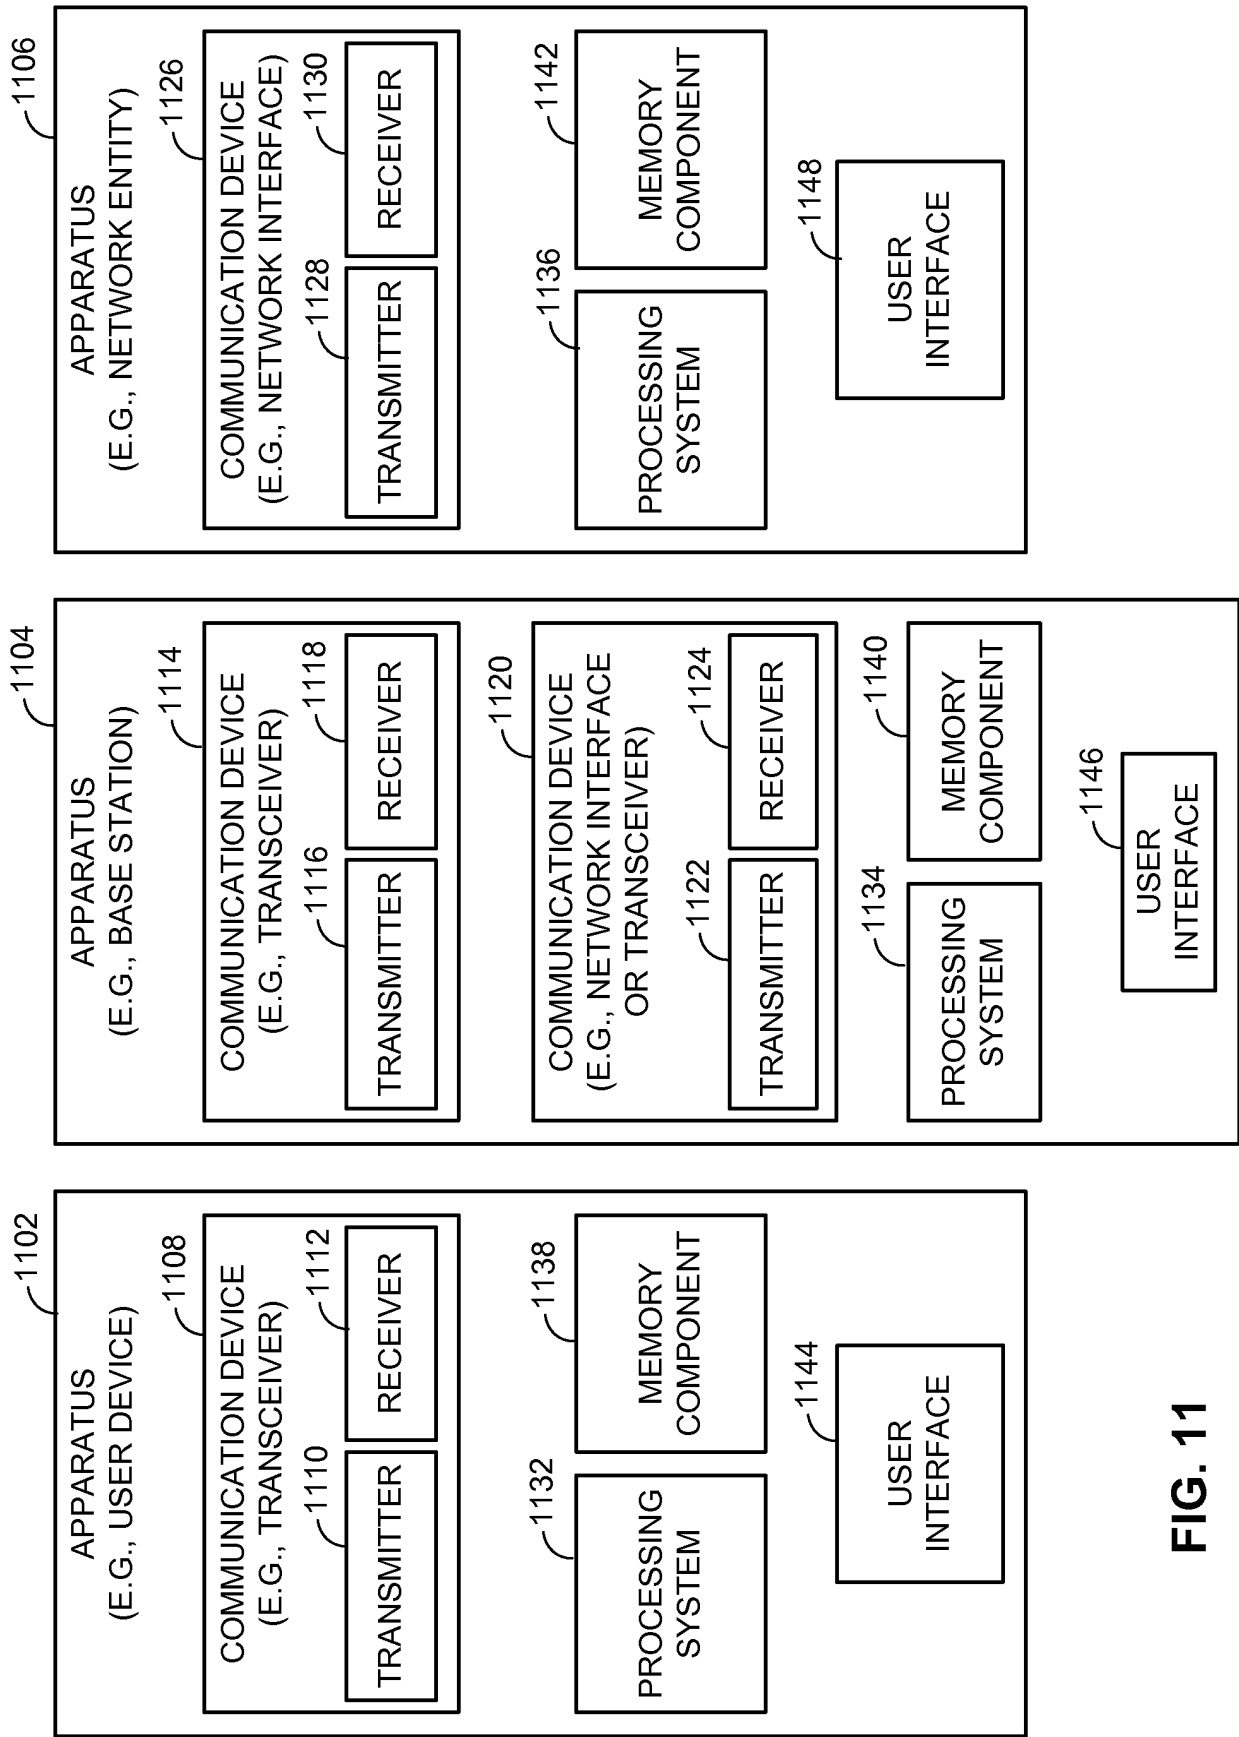 1102
APPARATUS
(E.G., USER DEVICE)
1108
COMMUNICATION DEVICE
(E.G., TRANSCEIVER)
1110
TRANSMITTER
1112
RECEIVER
1132
PROCESSING
SYSTEM
1138
MEMORY
COMPONENT
1144
USER
INTERFACE
1104
APPARATUS
(E.G., BASE STATION)
1114
COMMUNICATION DEVICE
(E.G., TRANSCEIVER)
1116
TRANSMITTER
1118
RECEIVER
1120
COMMUNICATION DEVICE
(E.G., NETWORK INTERFACE
OR TRANSCEIVER)
1122
TRANSMITTER
1124
RECEIVER
1134
PROCESSING
SYSTEM
1140
MEMORY
COMPONENT
1146
USER
INTERFACE
1106
APPARATUS
(E.G., NETWORK ENTITY)
1126
COMMUNICATION DEVICE
(E.G., NETWORK INTERFACE)
1128
TRANSMITTER
1130
RECEIVER
1136
PROCESSING
SYSTEM
1142
MEMORY
COMPONENT
1148
USER
INTERFACE
FIG. 11